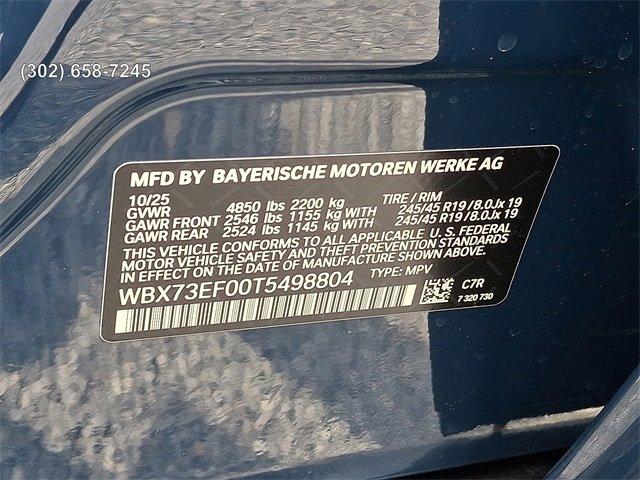 (302) 658-7245
MFD BY BAYERISCHE MOTOREN WERKE AG
10/25
GVWR 4850 lbs 2200 kg TIRE / RIM
GAWR FRONT 2546 lbs 1155 kg WITH 245/45 R19 / 8.0Jx 19
GAWR REAR 2524 lbs 1145 kg WITH 245/45 R19 / 8.0Jx 19
THIS VEHICLE CONFORMS TO ALL APPLICABLE U. S. FEDERAL
MOTOR VEHICLE SAFETY AND THEFT PREVENTION STANDARDS
IN EFFECT ON THE DATE OF MANUFACTURE SHOWN ABOVE.
WBX73EF00T5498804 TYPE: MPV
C7R
7 320 730